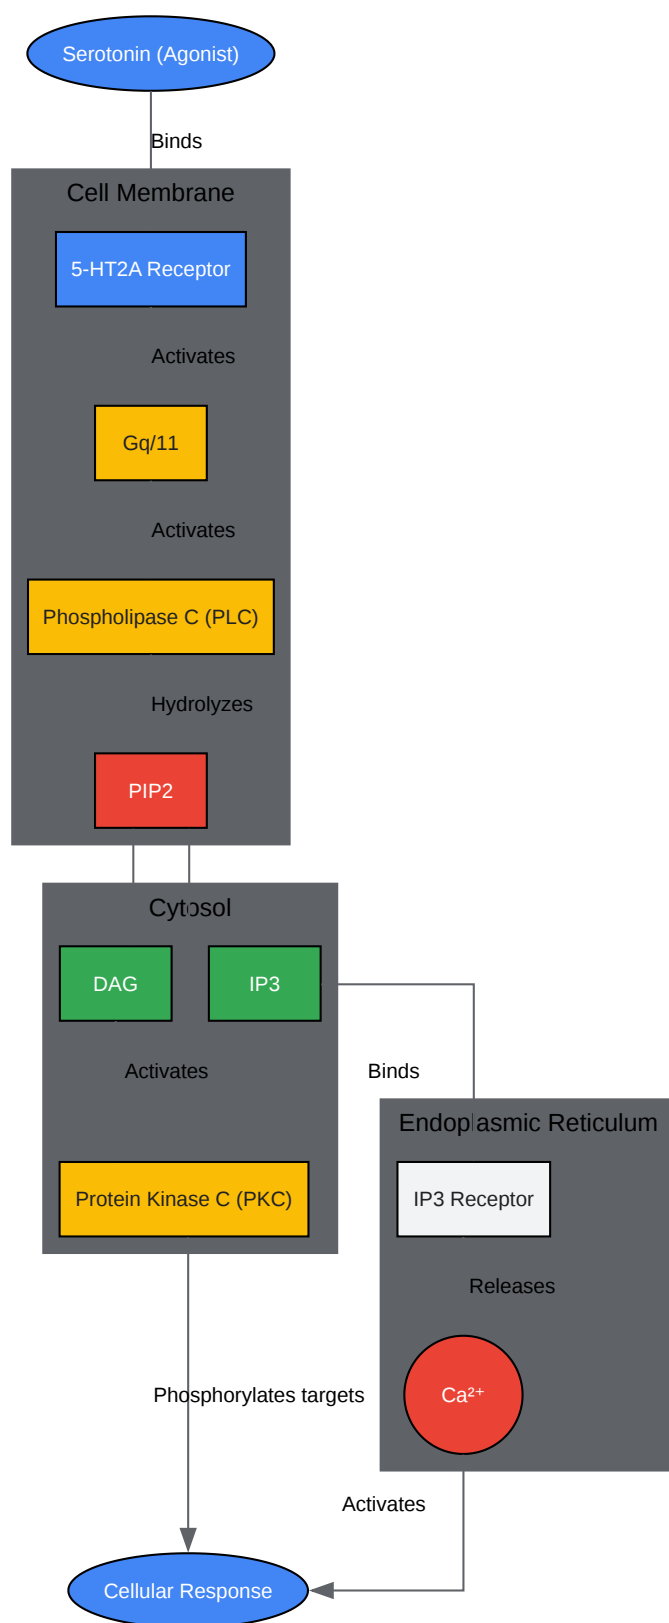 Serotonin (Agonist)
Binds
Cell Membrane
5-HT2A Receptor
Activates
Gq/11
Activates
Phospholipase C (PLC)
Hydrolyzes
PIP2
Cytosol
DAG
IP3
Activates
Binds
Endoplasmic Reticulum
Protein Kinase C (PKC)
IP3 Receptor
Releases
Phosphorylates targets
Ca²⁺
Activates
Cellular Response